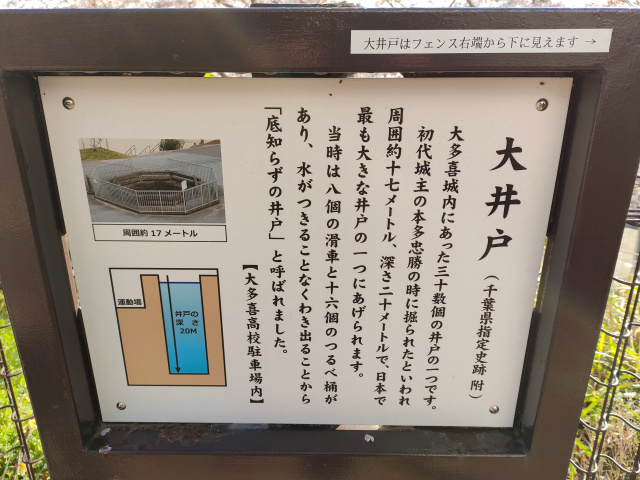 大井戸はフェンス右端から下に見えます →
大井戸(千葉県指定史跡 附)
大多喜城内にあった三十数個の井戸の一つです。
初代城主の本多忠勝の時に掘られたといわれ
周囲約十七メートル、深さ二十メートルで、日本で
最も大きな井戸の一つにあげられます。
当時は八個の滑車と十六個のつるべ桶が
あり、水がつきることなくわき出ることから
「底知らずの井戸」と呼ばれました。
【大多喜高校駐車場内】
周囲約17メートル
運動場
井戸の
深さ
20M